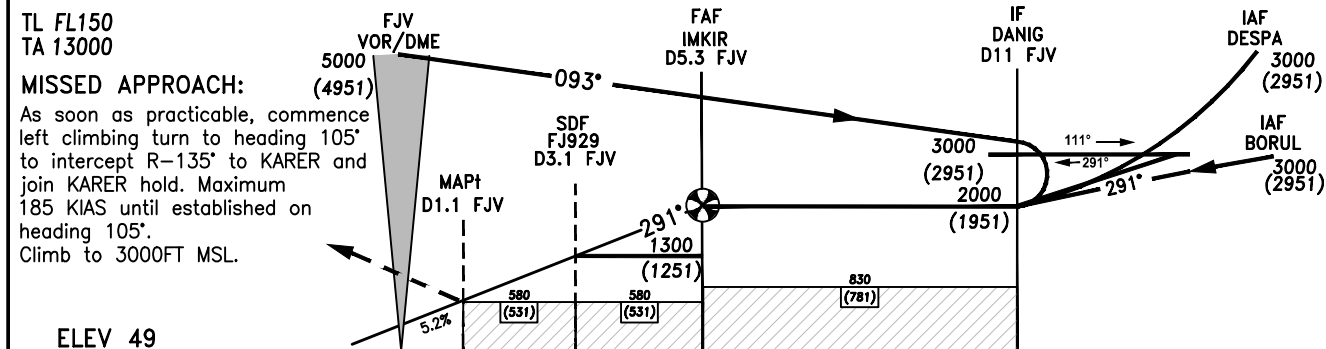 TL FL150
TA 13000
MISSED APPROACH:
As soon as practicable, commence
left climbing turn to heading 105°
to intercept R-135° to KARER and
join KARER hold. Maximum
185 KIAS until established on
heading 105°.
Climb to 3000FT MSL.
ELEV 49
FJV
VOR/DME
5000
(4951)
093°
MAPt
D1.1 FJV
SDF
FJ929
D3.1 FJV
FAF
IMKIR
D5.3 FJV
IF
DANIG
D11 FJV
IAF
DESPA
3000
(2951)
IAF
BORUL
3000
(2951)
3000
(2951)
111°
291°
291°
2000
(1951)
291°
1300
(1251)
5.2%
580
(531)
580
(531)
830
(781)